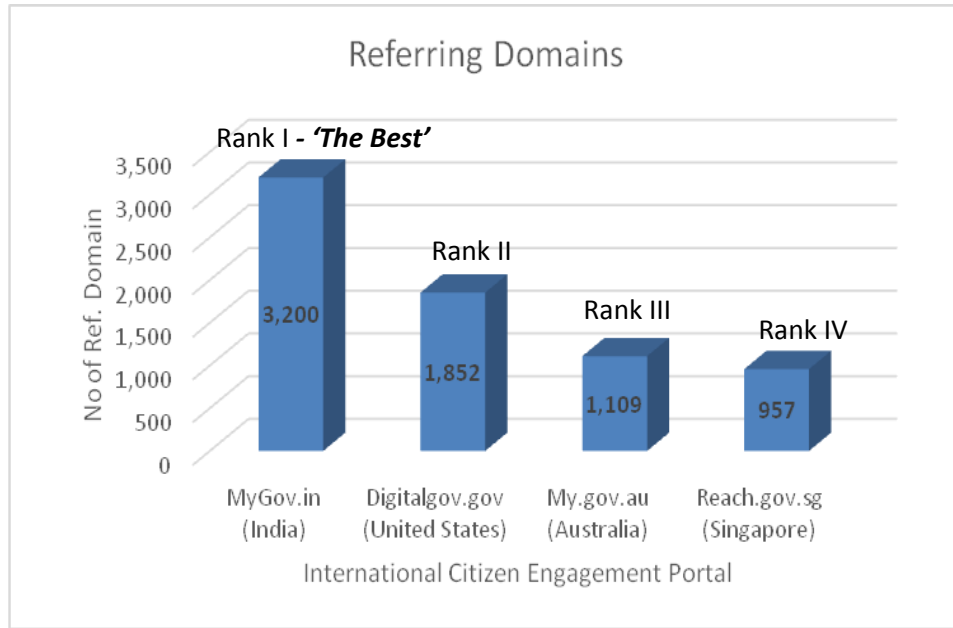 Referring Domains
Rank I - ‘The Best’
Rank II
Rank III
Rank IV
No of Ref. Domain
3,500
3,000
2,500
2,000
1,500
1,000
500
0
3,200
1,852
1,109
957
MyGov.in
(India)
Digitalgov.gov
(United States)
My.gov.au
(Australia)
Reach.gov.sg
(Singapore)
International Citizen Engagement Portal